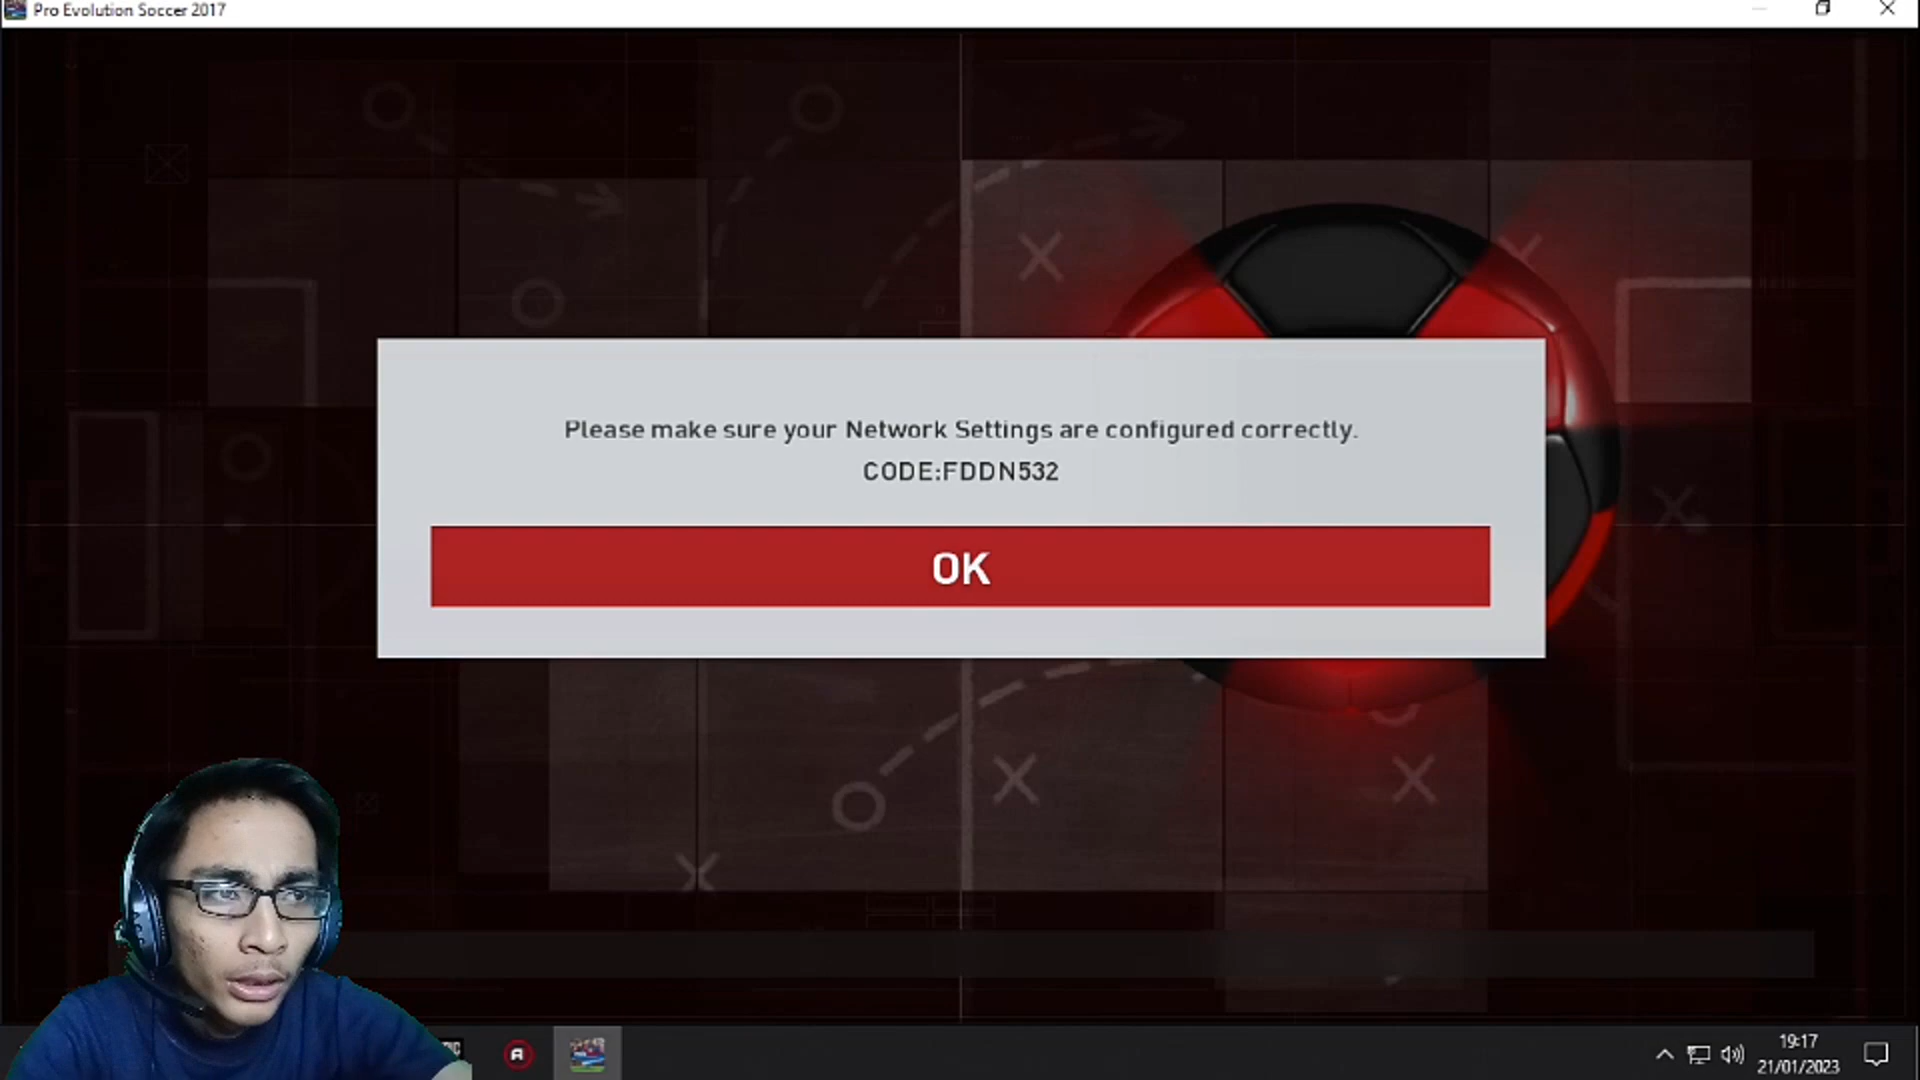 Pro Evolution Soccer 2017
Please make sure your Network Settings are configured correctly.
CODE:FDDN532
OK
19:17
21/01/2023